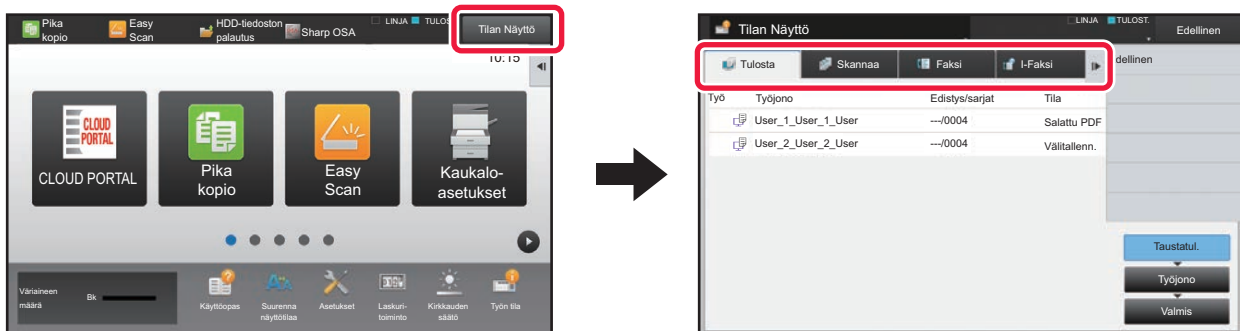 Pika
kopio
Easy
Scan
HDD-tiedoston
palautus
Sharp OSA
LINJA
TULOS
Tilan Näyttö
10:15
CLOUD
PORTAL
CLOUD PORTAL
Pika
kopio
Easy
Scan
Kaukalo-
asetukset
Väriaineen
määrä
Bk
Käyttöopas
Suurenna
näyttötilaa
Asetukset
Laskuri-
toiminto
Kirkkauden
säätö
Työn tila
Tilan Näyttö
LINJA
TULOST.
Edellinen
Tulosta
Skannaa
Faksi
I-Faksi
dellinen
Työ Työjono Edistys/sarjat Tila
User_1_User_1_User ---/0004 Salattu PDF
User_2_User_2_User ---/0004 Välitallenn.
Taustatul.
Työjono
Valmis